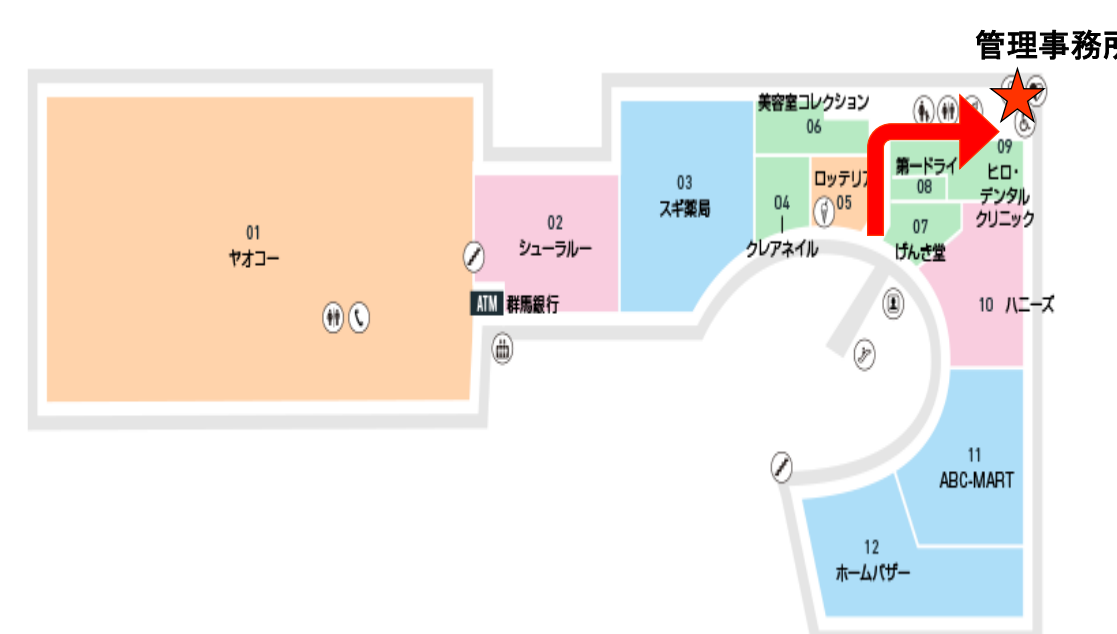 管理事務所
美容室コレクション
06
01
ヤオコー
02
シューラルー
ATM 群馬銀行
03
スギ薬局
04
クレアネイル
ロッテリア
05
第一ドライ
08
07
げんき堂
09
ヒロ・
デンタル
クリニック
10 ハニーズ
11
ABC-MART
12
ホームバザー